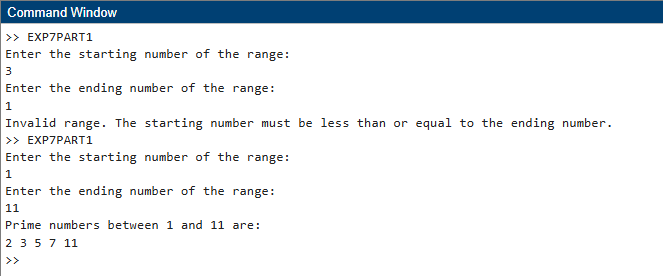 Command Window
>> EXP7PART1
Enter the starting number of the range:
3
Enter the ending number of the range:
1
Invalid range. The starting number must be less than or equal to the ending number.
>> EXP7PART1
Enter the starting number of the range:
1
Enter the ending number of the range:
11
Prime numbers between 1 and 11 are:
2 3 5 7 11
>>